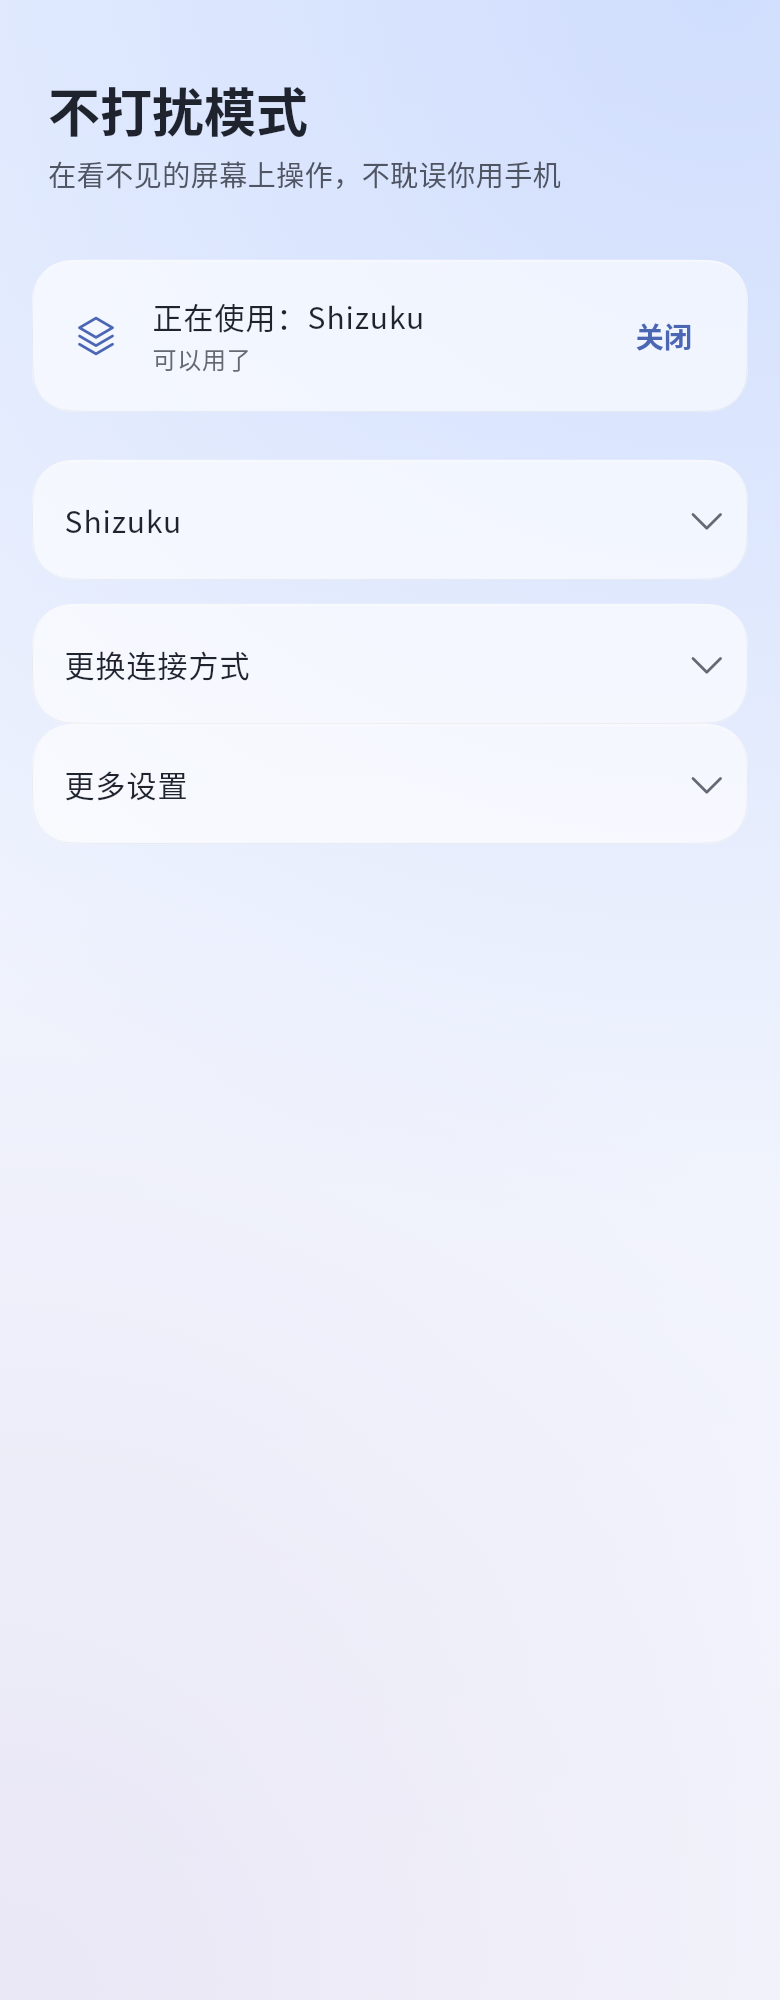 不打扰模式
在看不见的屏幕上操作，不耽误你用手机
正在使用：Shizuku
可以用了
关闭
Shizuku
更换连接方式
更多设置